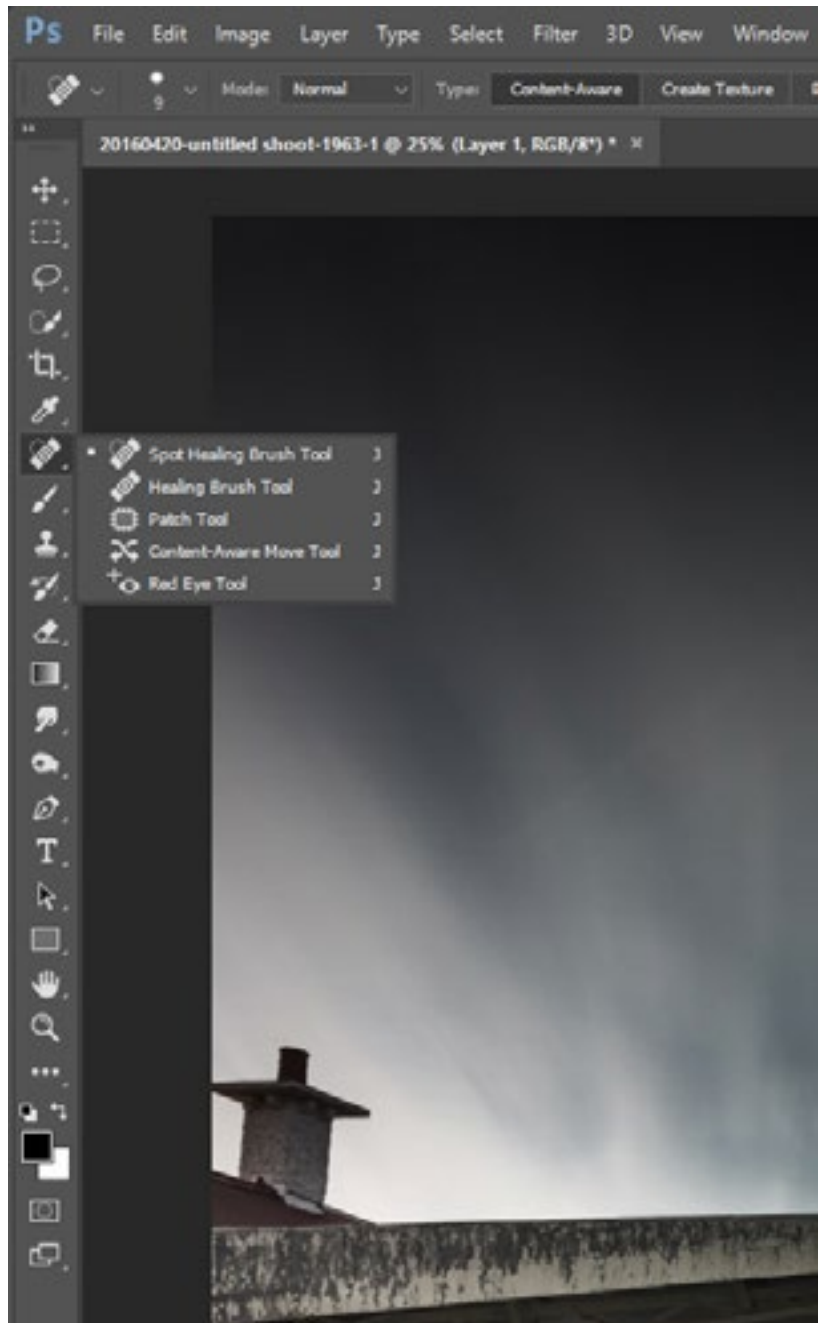 Ps File Edit Image Layer Type Select Filter 3D View Window
9 Mode: Normal Type: Content-Aware Create Texture
20160420-untitled shoot-1963-1 @ 25% (Layer 1, RGB/8*) * ×
Spot Healing Brush Tool J
Healing Brush Tool J
Patch Tool J
Content-Aware Move Tool J
Red Eye Tool J